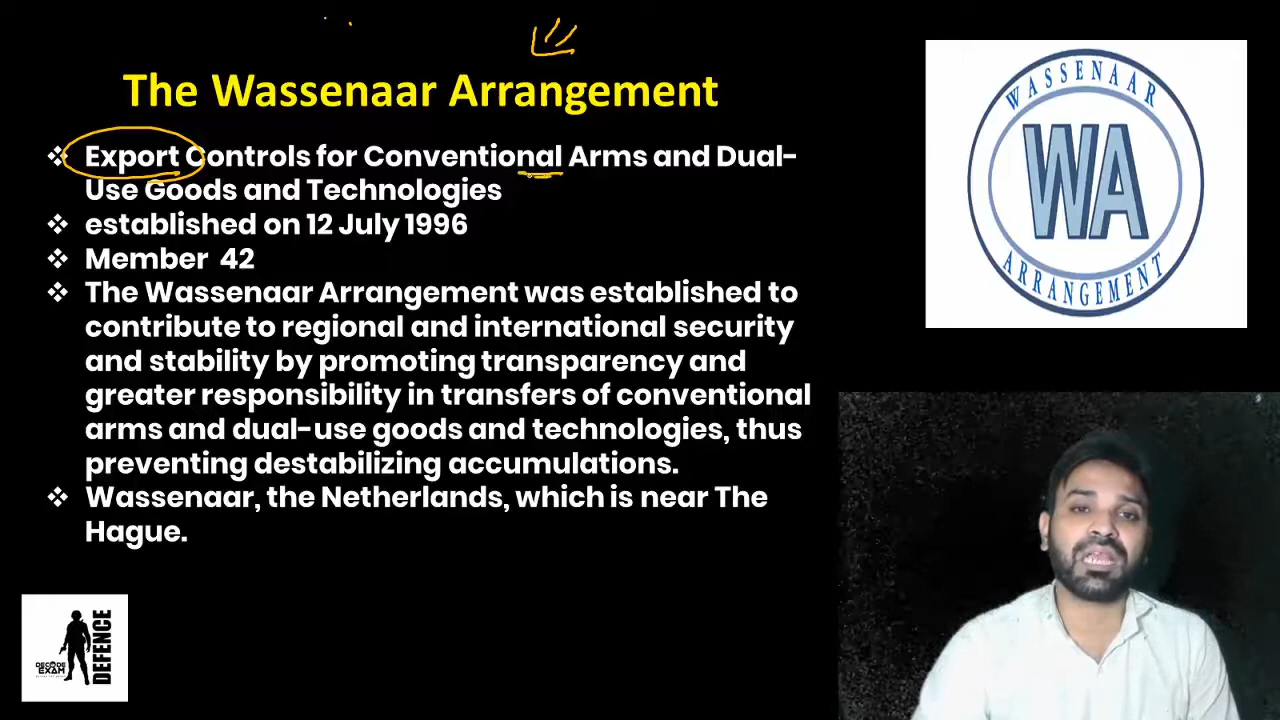 The Wassenaar Arrangement
❖ Export Controls for Conventional Arms and Dual-
Use Goods and Technologies
❖ established on 12 July 1996
❖ Member 42
❖ The Wassenaar Arrangement was established to
contribute to regional and international security
and stability by promoting transparency and
greater responsibility in transfers of conventional
arms and dual-use goods and technologies, thus
preventing destabilizing accumulations.
❖ Wassenaar, the Netherlands, which is near The
Hague.
WASSENAAR
WA
ARRANGEMENT
DECODE
EXAM
DEFENCE